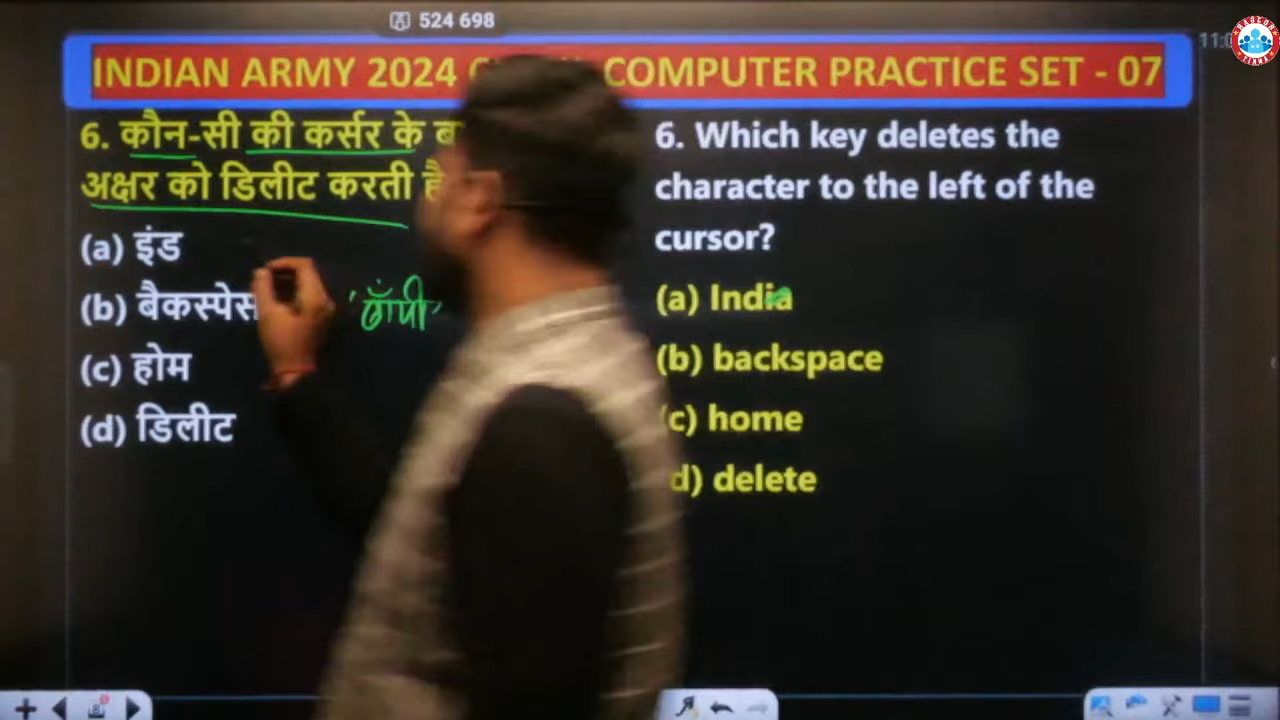 524 698
INDIAN ARMY 2024 COMPUTER PRACTICE SET - 07
6. कौन-सी की कर्सर के
अक्षर को डिलीट करती
(a) इंड
(b) बैकस्पेस
(c) होम
(d) डिलीट
6. Which key deletes the
character to the left of the
cursor?
(a) India
(b) backspace
(c) home
(d) delete